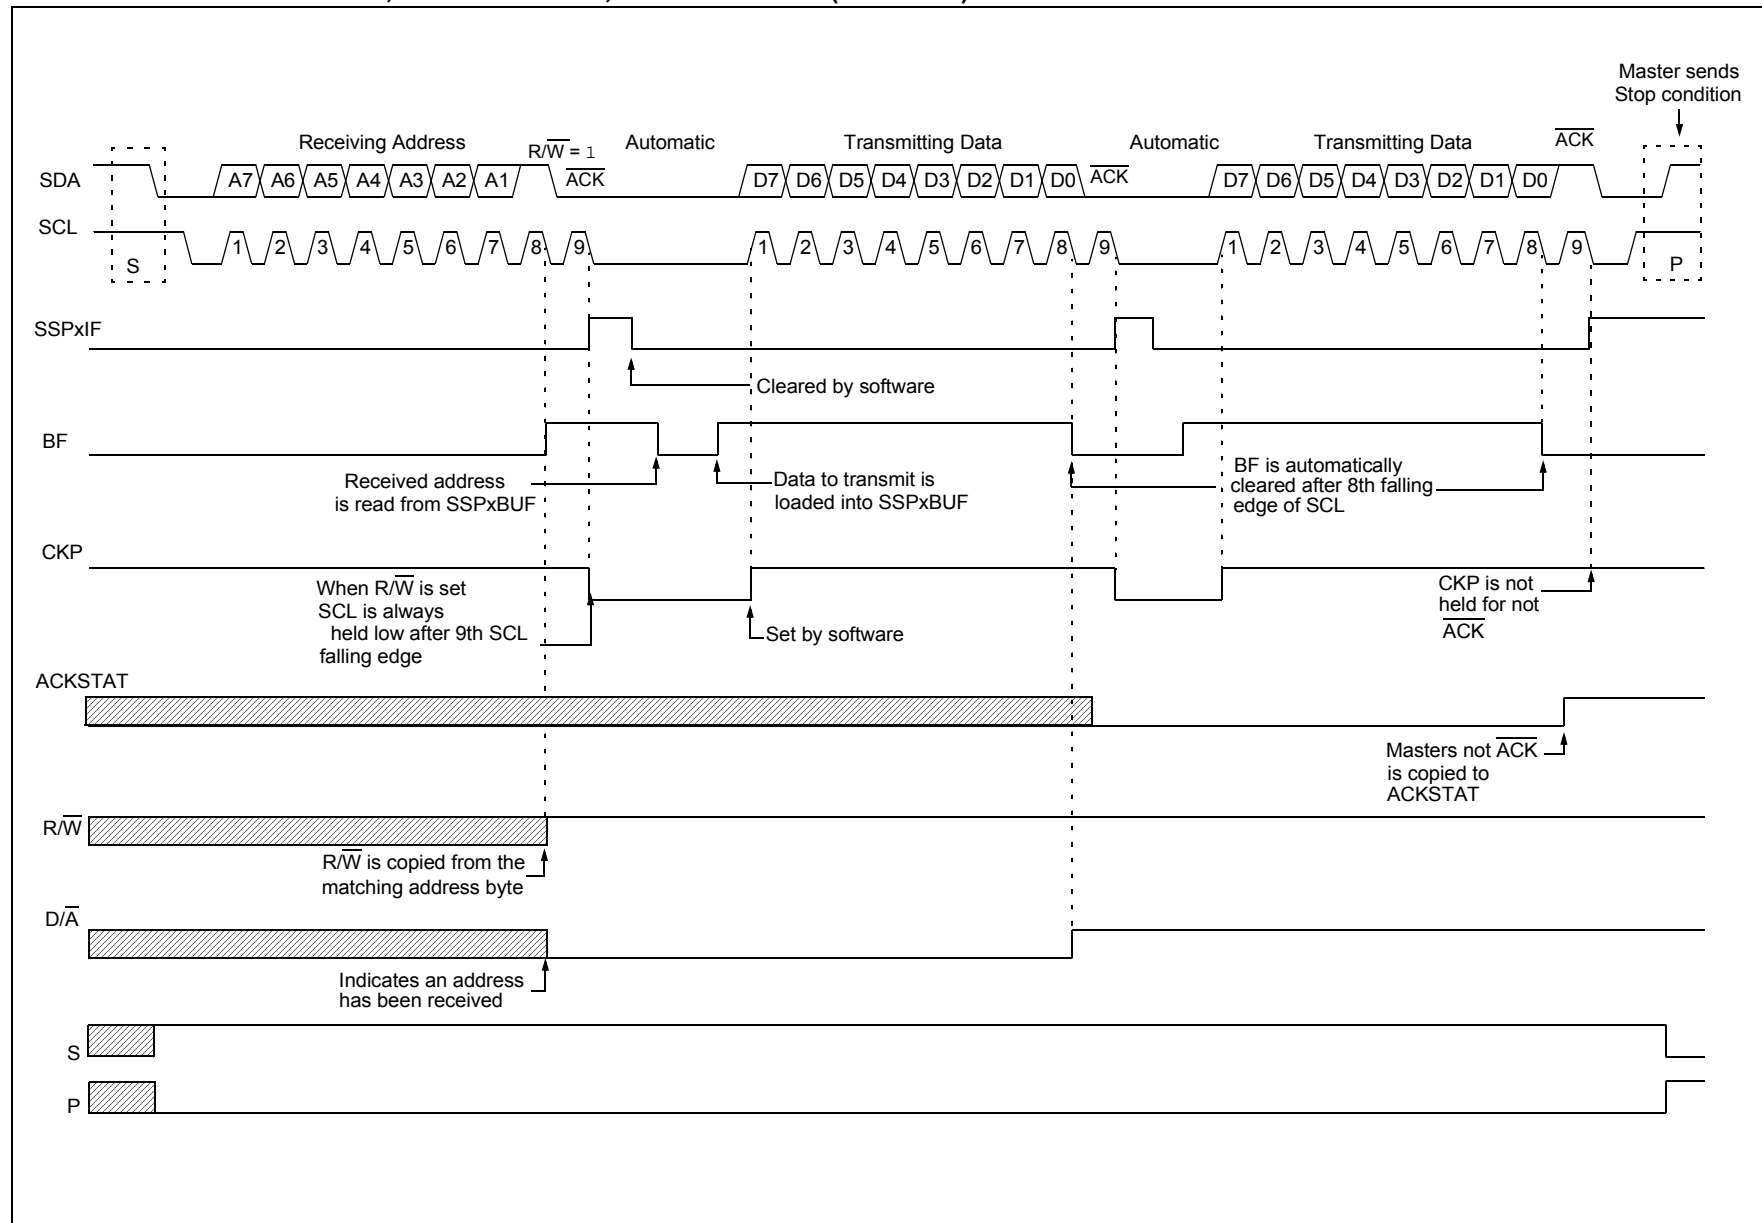 Master sends
Stop condition
Receiving Address
R/W̅ = 1
Automatic
Transmitting Data
A̅C̅K̅
Automatic
Transmitting Data
A̅C̅K̅
SDA
A7 A6 A5 A4 A3 A2 A1
A̅C̅K̅
D7 D6 D5 D4 D3 D2 D1 D0
D7 D6 D5 D4 D3 D2 D1 D0
SCL
S
1 2 3 4 5 6 7 8 9
1 2 3 4 5 6 7 8 9
1 2 3 4 5 6 7 8 9
P
SSPxIF
Cleared by software
BF
Received address
is read from SSPxBUF
Data to transmit is
loaded into SSPxBUF
BF is automatically
cleared after 8th falling
edge of SCL
CKP
When R/W̅ is set
SCL is always
held low after 9th SCL
falling edge
Set by software
CKP is not
held for not
A̅C̅K̅
ACKSTAT
Masters not A̅C̅K̅
is copied to
ACKSTAT
R/W̅
R/W̅ is copied from the
matching address byte
D/A̅
Indicates an address
has been received
S
P